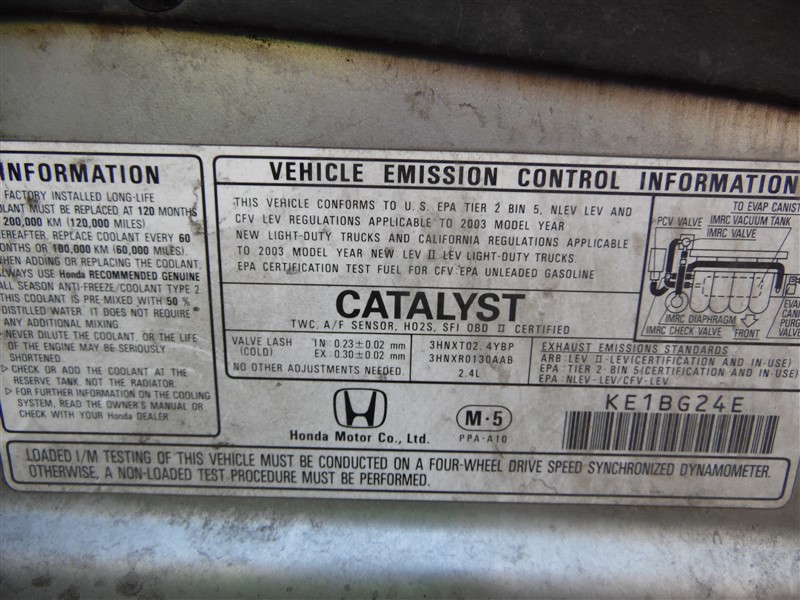 INFORMATION
FACTORY INSTALLED LONG-LIFE
OLANT MUST BE REPLACED AT 120 MONTHS
200,000 KM (120,000 MILES)
EREAFTER, REPLACE COOLANT EVERY 60
ONTHS OR 100,000 KM (60,000 MILES).
WHEN ADDING OR REPLACING THE COOLANT,
ALWAYS USE Honda RECOMMENDED GENUINE
ALL SEASON ANTI-FREEZE/COOLANT TYPE 2
THIS COOLANT IS PRE-MIXED WITH 50 %
DISTILLED WATER. IT DOES NOT REQUIRE
ANY ADDITIONAL MIXING.
NEVER DILUTE THE COOLANT, OR THE LIFE
OF THE ENGINE MAY BE SERIOUSLY
SHORTENED.
▷ CHECK OR ADD THE COOLANT AT THE
RESERVE TANK, NOT THE RADIATOR.
▷ FOR FURTHER INFORMATION ON THE COOLING
SYSTEM, READ THE OWNER'S MANUAL OR
CHECK WITH YOUR Honda DEALER
VEHICLE EMISSION CONTROL INFORMATION
THIS VEHICLE CONFORMS TO U.S. EPA TIER 2 BIN 5, NLEV LEV AND
CFV LEV REGULATIONS APPLICABLE TO 2003 MODEL YEAR
NEW LIGHT-DUTY TRUCKS AND CALIFORNIA REGULATIONS APPLICABLE
TO 2003 MODEL YEAR NEW LEV II LEV LIGHT-DUTY TRUCKS.
EPA CERTIFICATION TEST FUEL FOR CFV:EPA UNLEADED GASOLINE
CATALYST
TWC, A/F SENSOR, HO2S, SFI OBD II CERTIFIED
VALVE LASH IN: 0.23±0.02 mm
(COLD) EX: 0.30±0.02 mm
NO OTHER ADJUSTMENTS NEEDED.
3HNXT02.4YBP
3HNXR0130AAB
2.4L
EXHAUST EMISSIONS STANDARDS
ARB:LEV II-LEV(CERTIFICATION AND IN-USE)
EPA:TIER 2-BIN 5(CERTIFICATION AND IN-USE)
EPA:NLEV-LEV/CFV-LEV
TO EVAP CANIST
PCV VALVE IMRC VACUUM TANK
IMRC VALVE
IMRC DIAPHRAGM
IMRC CHECK VALVE FRONT
EVAP
CANIS
PURG
VALV
Honda Motor Co., Ltd.
M·5
PPA-A10
KE1BG24E
LOADED I/M TESTING OF THIS VEHICLE MUST BE CONDUCTED ON A FOUR-WHEEL DRIVE SPEED SYNCHRONIZED DYNAMOMETER.
OTHERWISE, A NON-LOADED TEST PROCEDURE MUST BE PERFORMED.